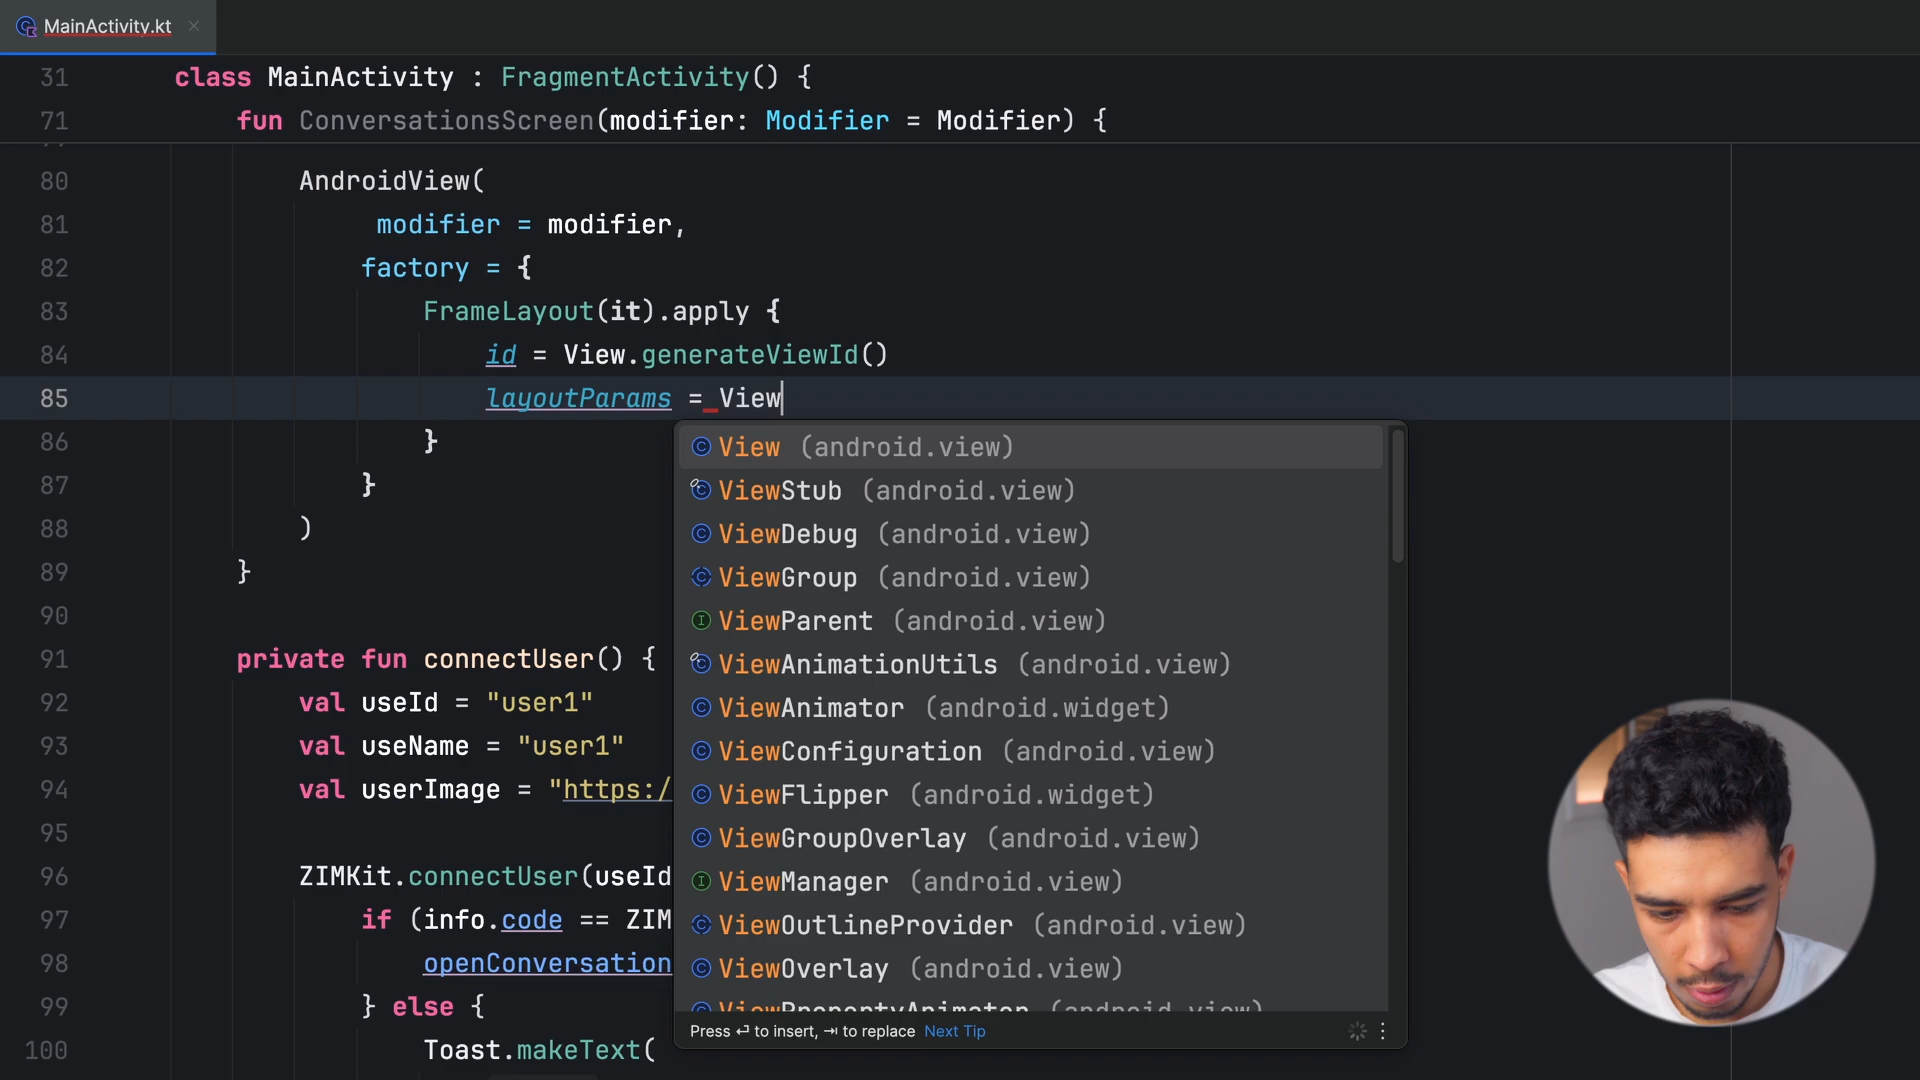 MainActivity.kt
31 class MainActivity : FragmentActivity() {
71 fun ConversationsScreen(modifier: Modifier = Modifier) {
80 AndroidView(
81 modifier = modifier,
82 factory = {
83 FrameLayout(it).apply {
84 id = View.generateViewId()
85 layoutParams = View
86 }
87 }
88 )
89 }
90
91 private fun connectUser() {
92 val useId = "user1"
93 val useName = "user1"
94 val userImage = "https:/
95
96 ZIMKit.connectUser(useId
97 if (info.code == ZIM
98 openConversation
99 } else {
100 Toast.makeText(
View (android.view)
ViewStub (android.view)
ViewDebug (android.view)
ViewGroup (android.view)
ViewParent (android.view)
ViewAnimationUtils (android.view)
ViewAnimator (android.widget)
ViewConfiguration (android.view)
ViewFlipper (android.widget)
ViewGroupOverlay (android.view)
ViewManager (android.view)
ViewOutlineProvider (android.view)
ViewOverlay (android.view)
ViewPropertyAnimator (android.view)
Press ↵ to insert, ⇥ to replace Next Tip